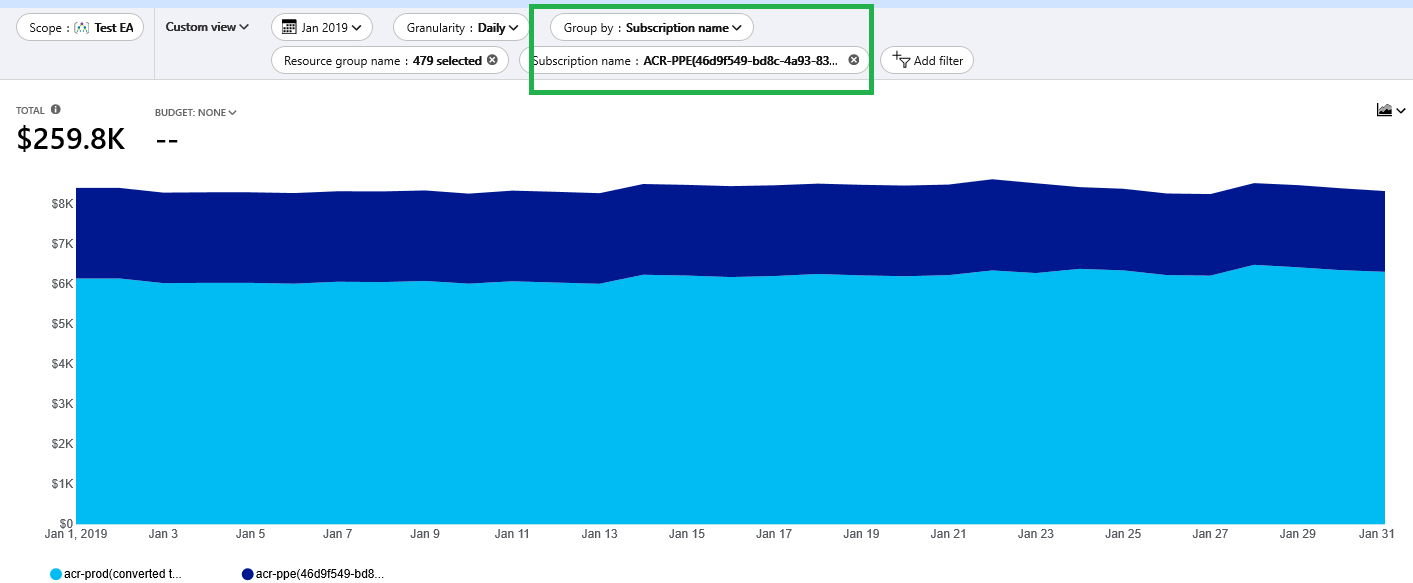 Scope : Test EA
Custom view
Jan 2019
Granularity : Daily
Group by : Subscription name
Resource group name : 479 selected
Subscription name : ACR-PPE(46d9f549-bd8c-4a93-83...
Add filter
TOTAL
BUDGET: NONE
$259.8K
--
$8K
$7K
$6K
$5K
$4K
$3K
$2K
$1K
$0
Jan 1, 2019 Jan 3 Jan 5 Jan 7 Jan 9 Jan 11 Jan 13 Jan 15 Jan 17 Jan 19 Jan 21 Jan 23 Jan 25 Jan 27 Jan 29 Jan 31
acr-prod(converted t... acr-ppe(46d9f549-bd8...